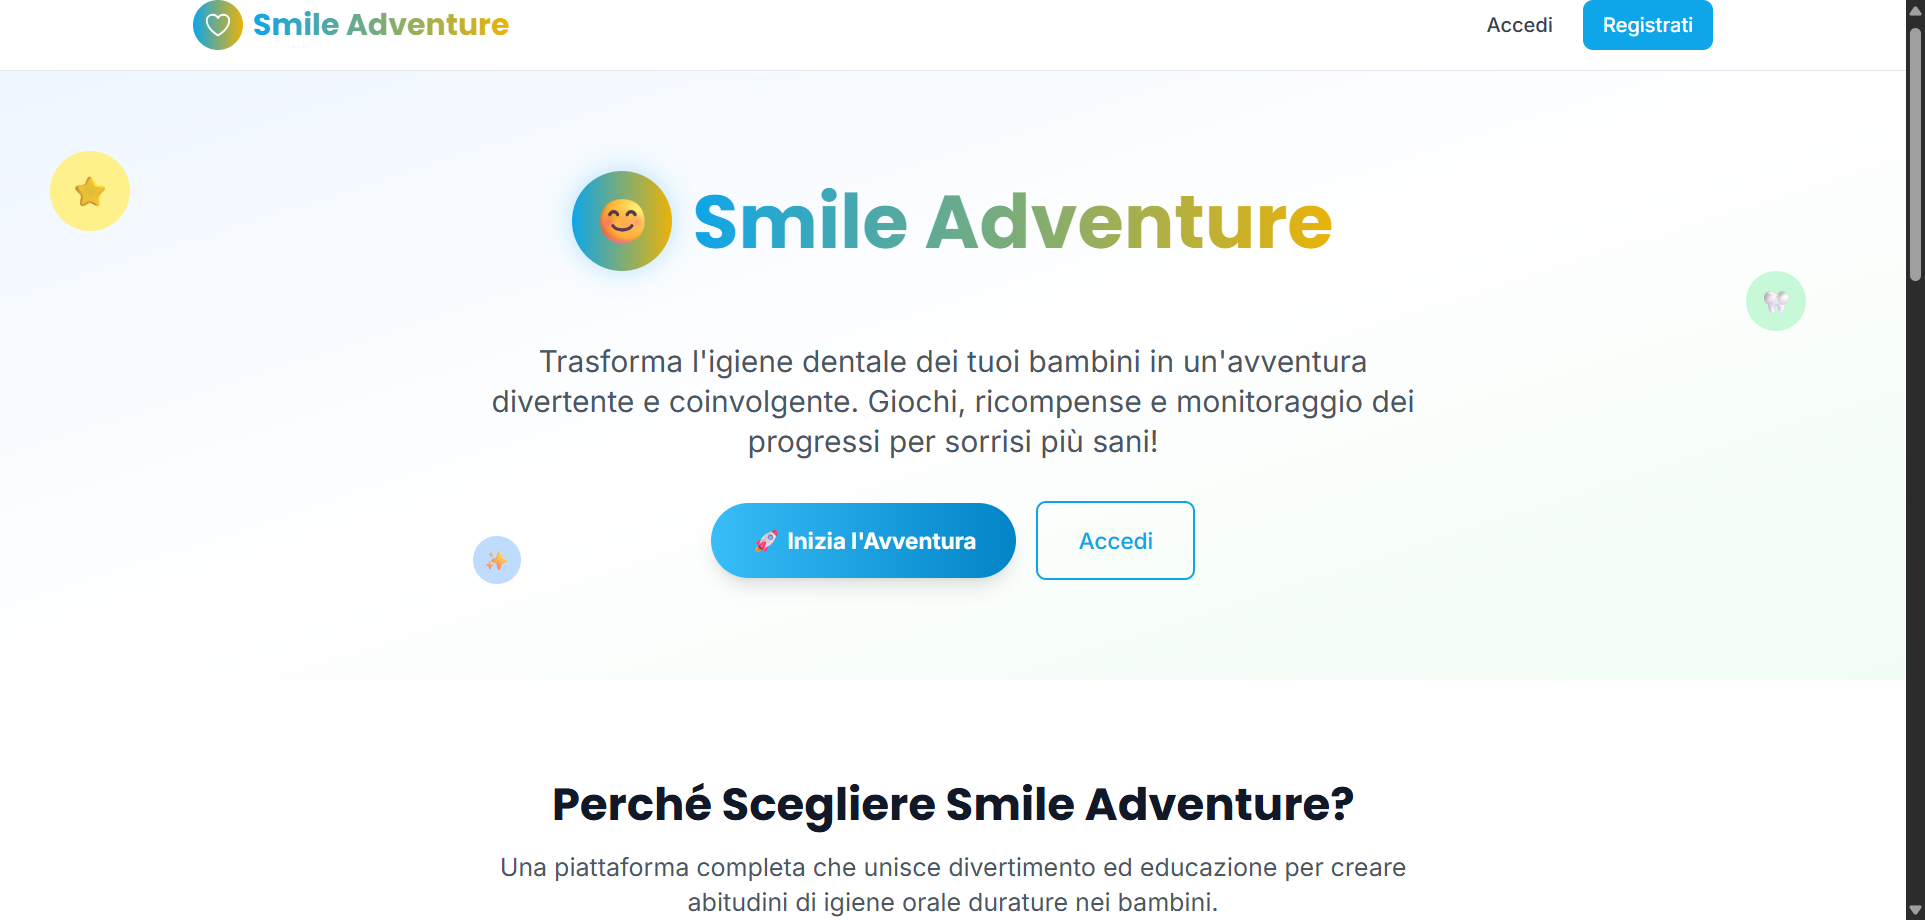 Smile Adventure
Accedi
Registrati
Smile Adventure
Trasforma l'igiene dentale dei tuoi bambini in un'avventura
divertente e coinvolgente. Giochi, ricompense e monitoraggio dei
progressi per sorrisi più sani!
🚀 Inizia l'Avventura
Accedi
Perché Scegliere Smile Adventure?
Una piattaforma completa che unisce divertimento ed educazione per creare
abitudini di igiene orale durature nei bambini.